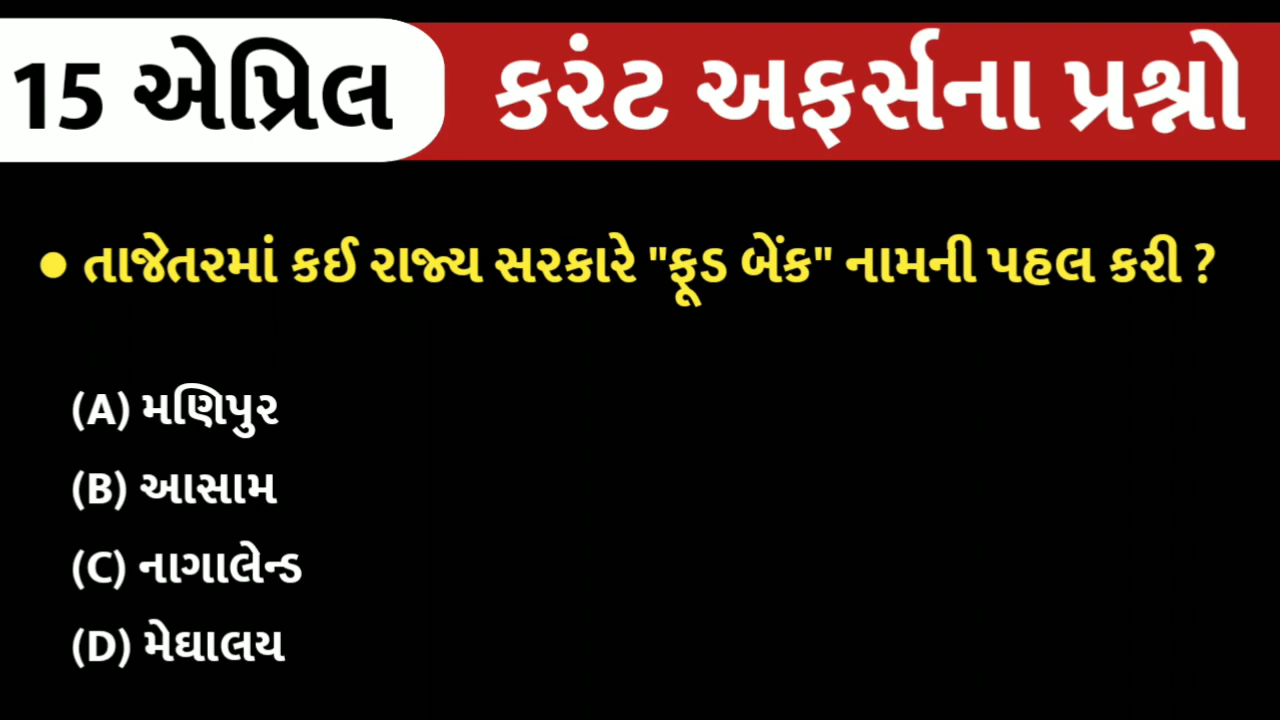 15 એપ્રિલ કરંટ અફર્સના પ્રશ્નો
• તાજેતરમાં કઈ રાજ્ય સરકારે "ફૂડ બેંક" નામની પહલ કરી ?
(A) મણિપુર
(B) આસામ
(C) નાગાલેન્ડ
(D) મેઘાલય